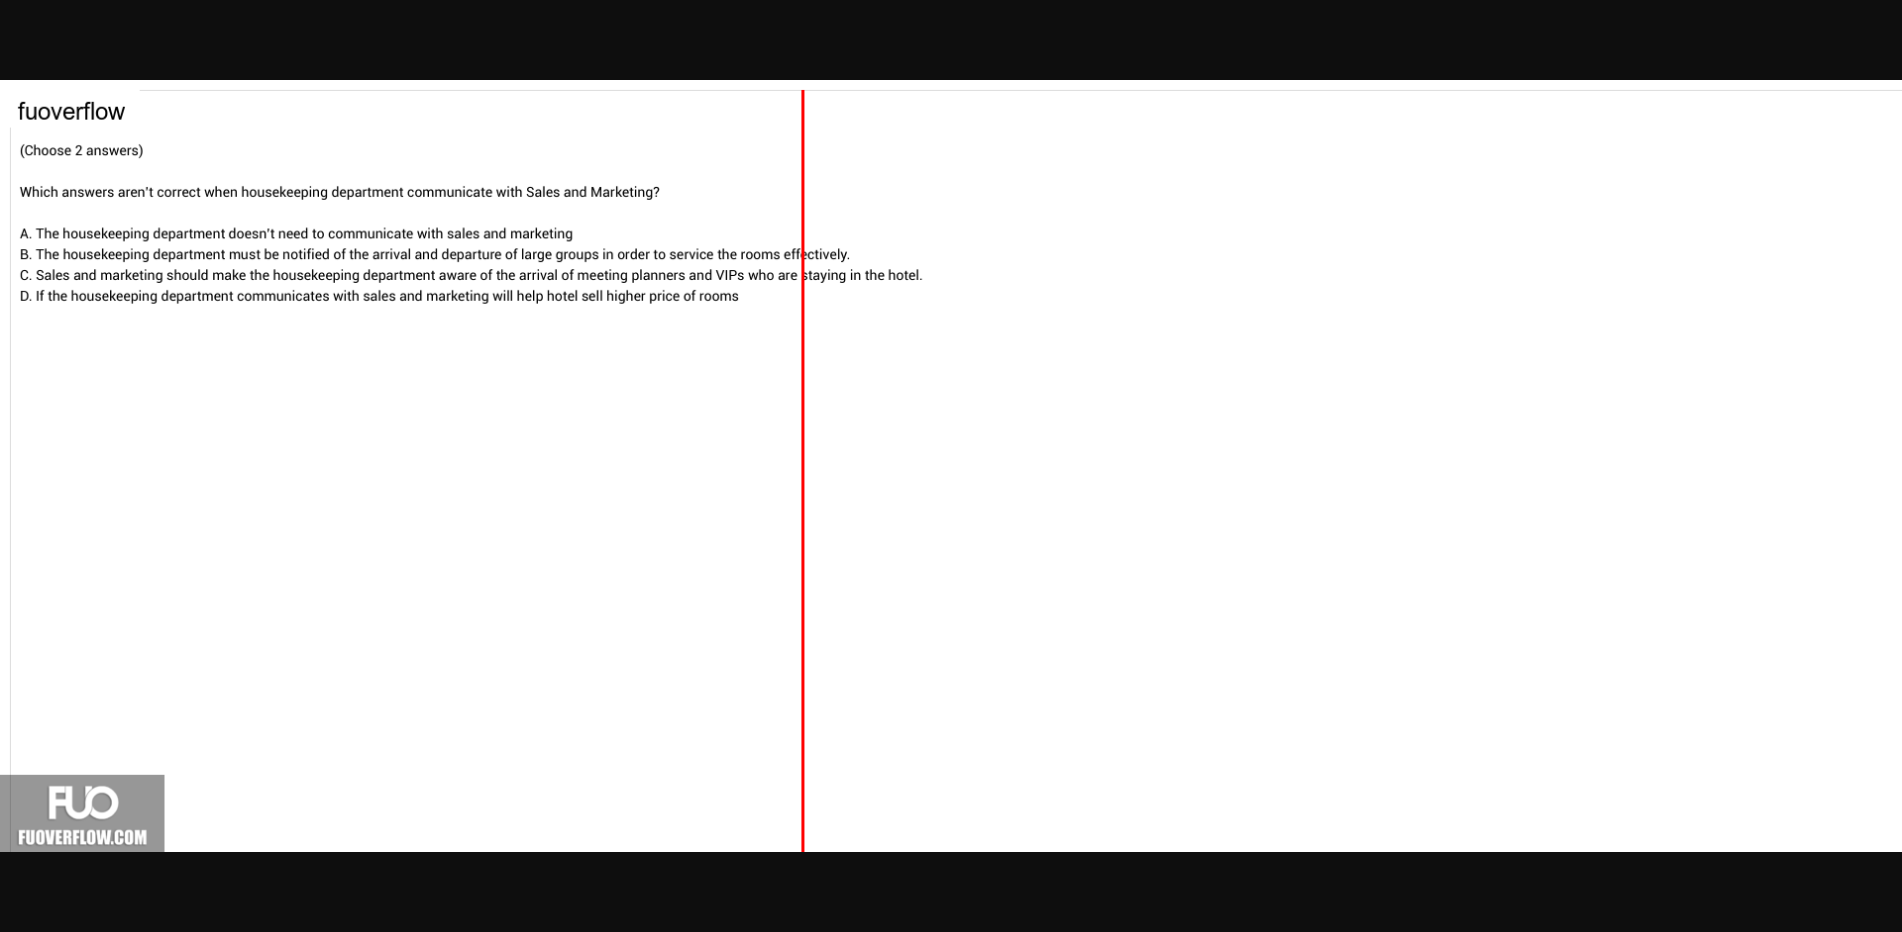 fuoverflow
(Choose 2 answers)
Which answers aren't correct when housekeeping department communicate with Sales and Marketing?
A. The housekeeping department doesn't need to communicate with sales and marketing
B. The housekeeping department must be notified of the arrival and departure of large groups in order to service the rooms effectively.
C. Sales and marketing should make the housekeeping department aware of the arrival of meeting planners and VIPs who are staying in the hotel.
D. If the housekeeping department communicates with sales and marketing will help hotel sell higher price of rooms
FUO
FUOVERFLOW.COM